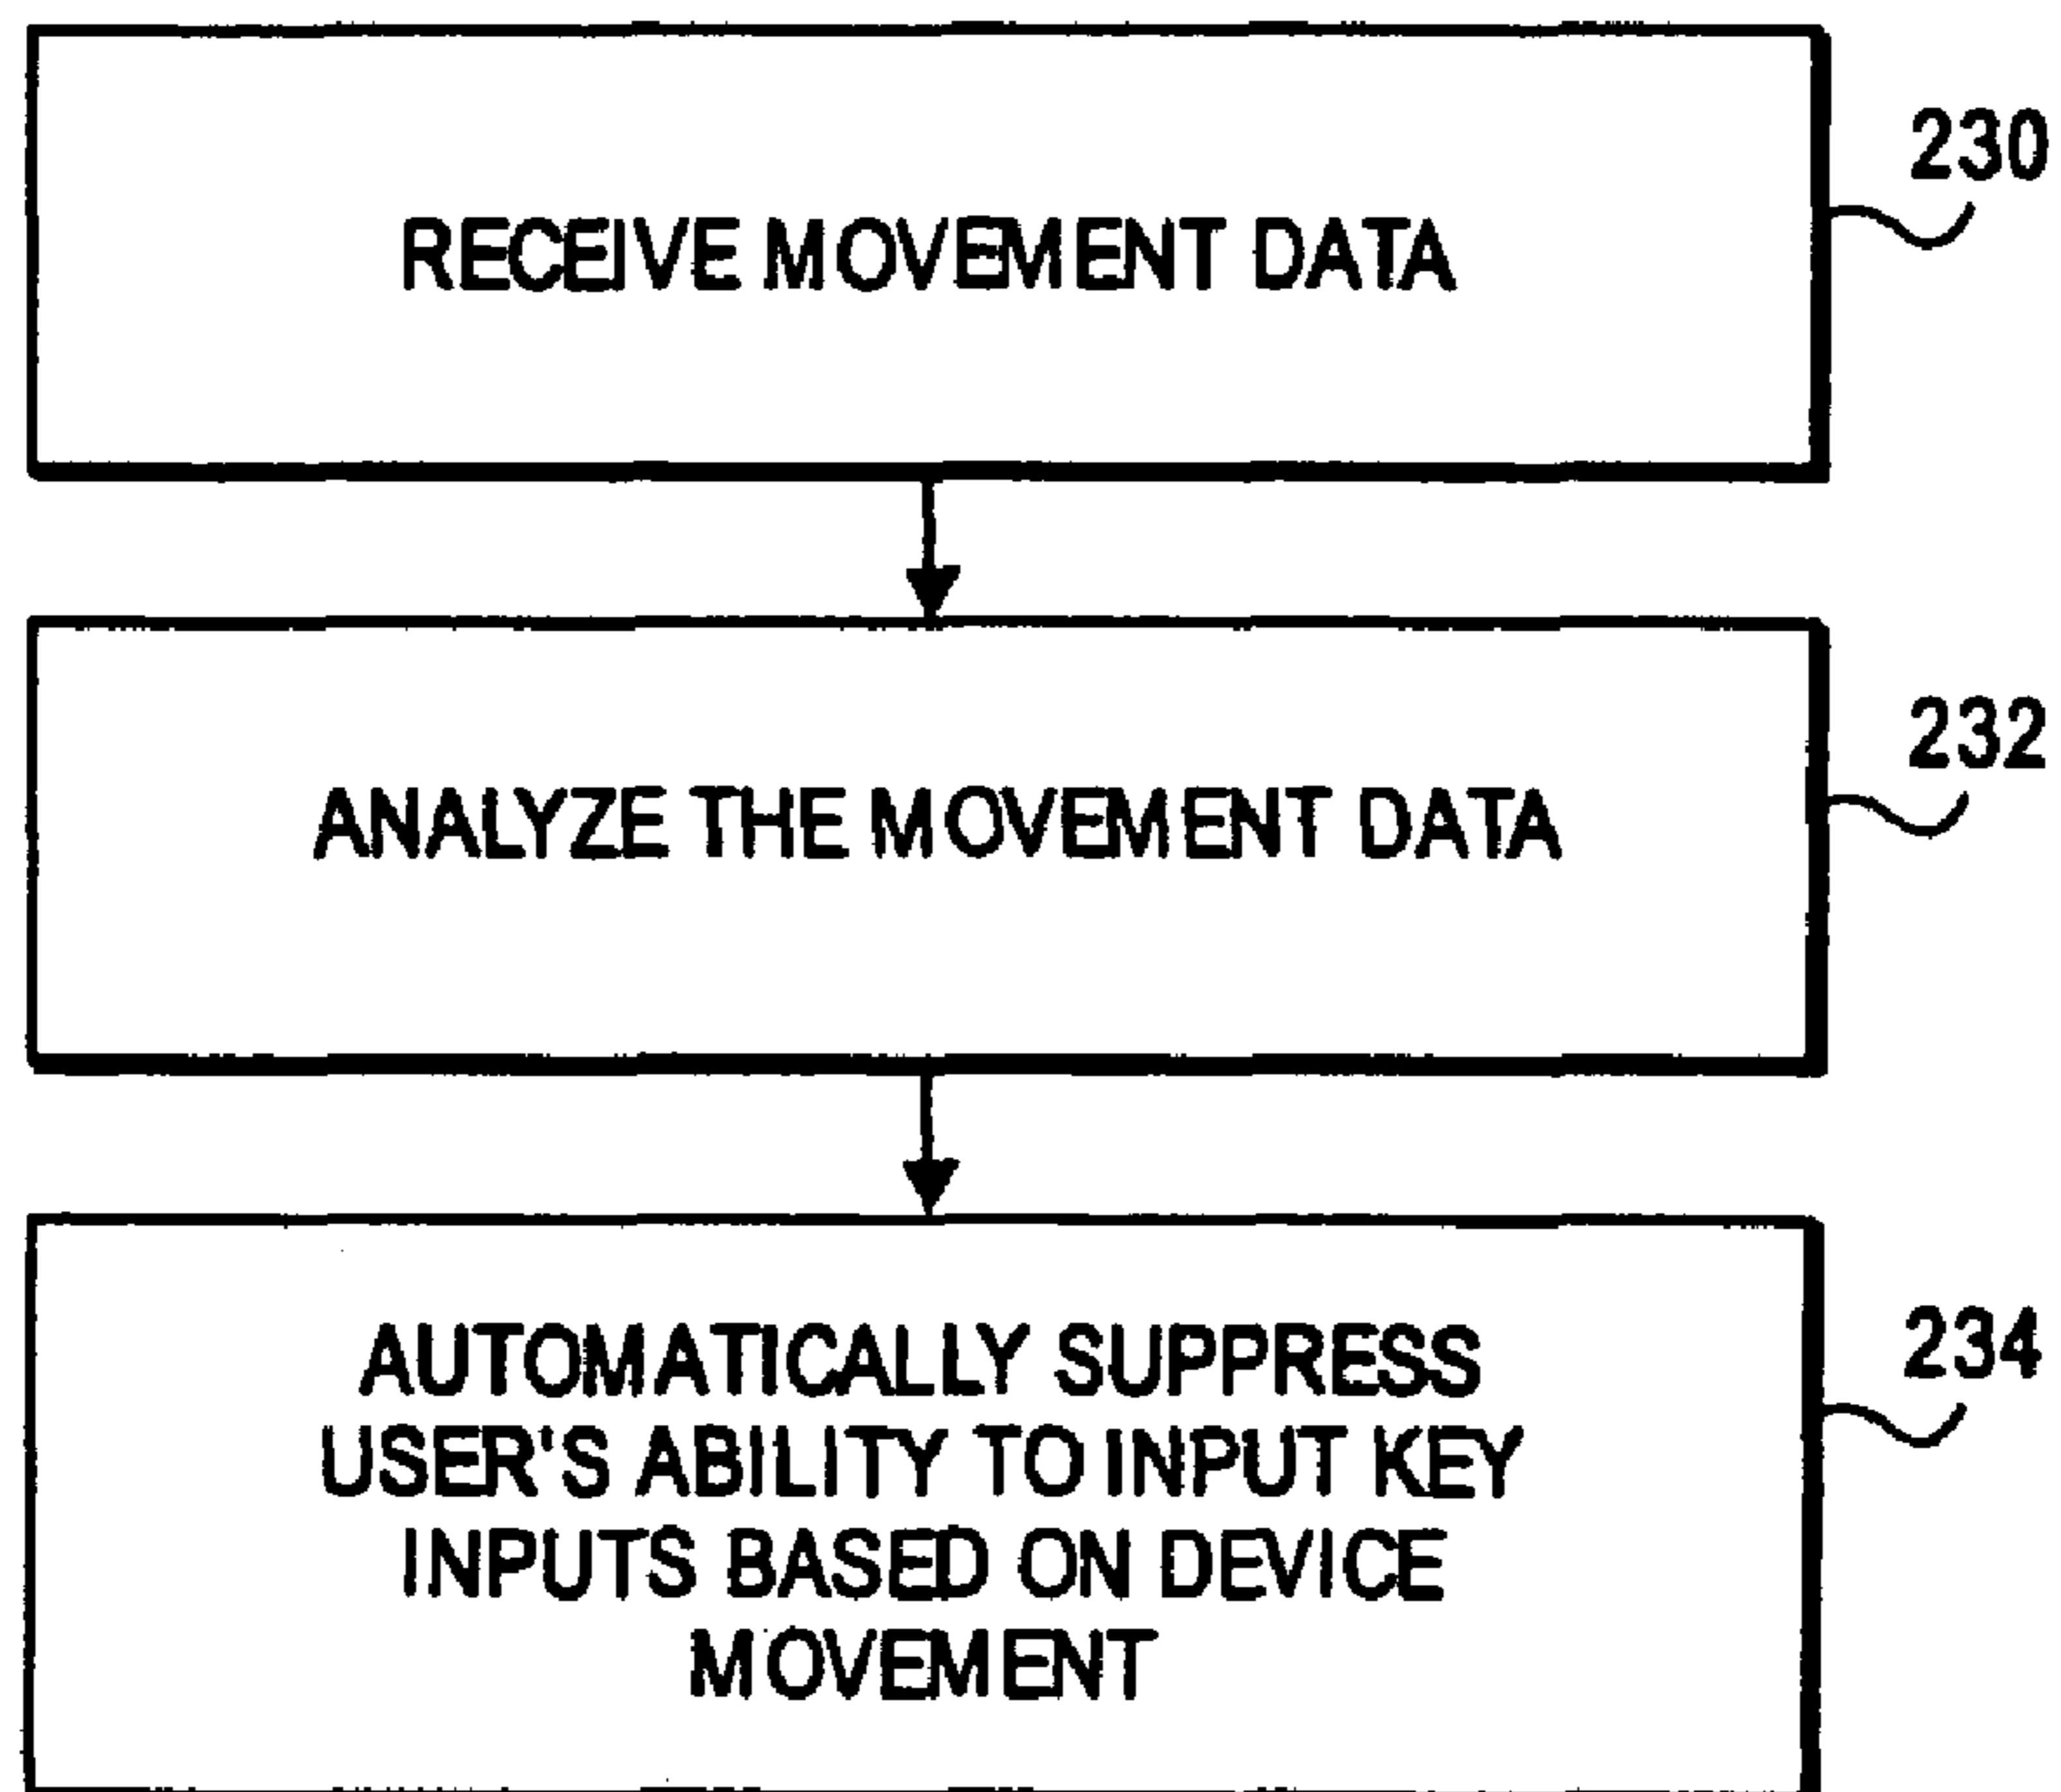 230
RECEIVE MOVEMENT DATA
232
ANALYZE THE MOVEMENT DATA
234
AUTOMATICALLY SUPPRESS
USER'S ABILITY TO INPUT KEY
INPUTS BASED ON DEVICE
MOVEMENT